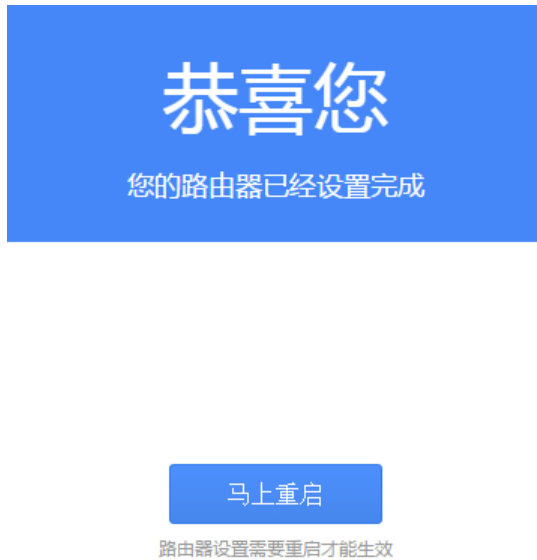 恭喜您
您的路由器已经设置完成
马上重启
路由器设置需要重启才能生效